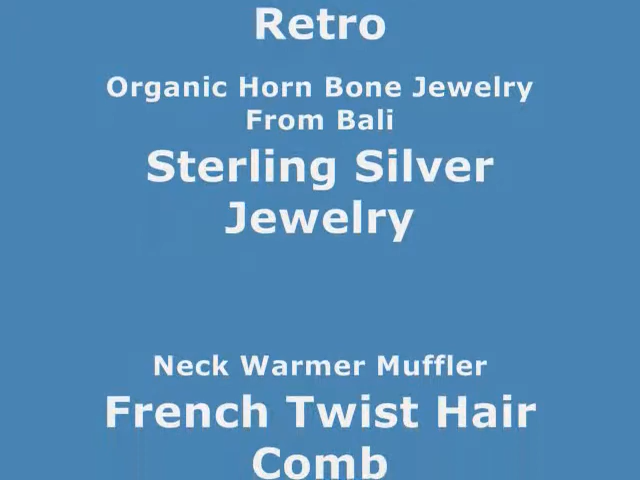 Retro
Organic Horn Bone Jewelry
From Bali
Sterling Silver
Jewelry
Neck Warmer Muffler
French Twist Hair
Comb